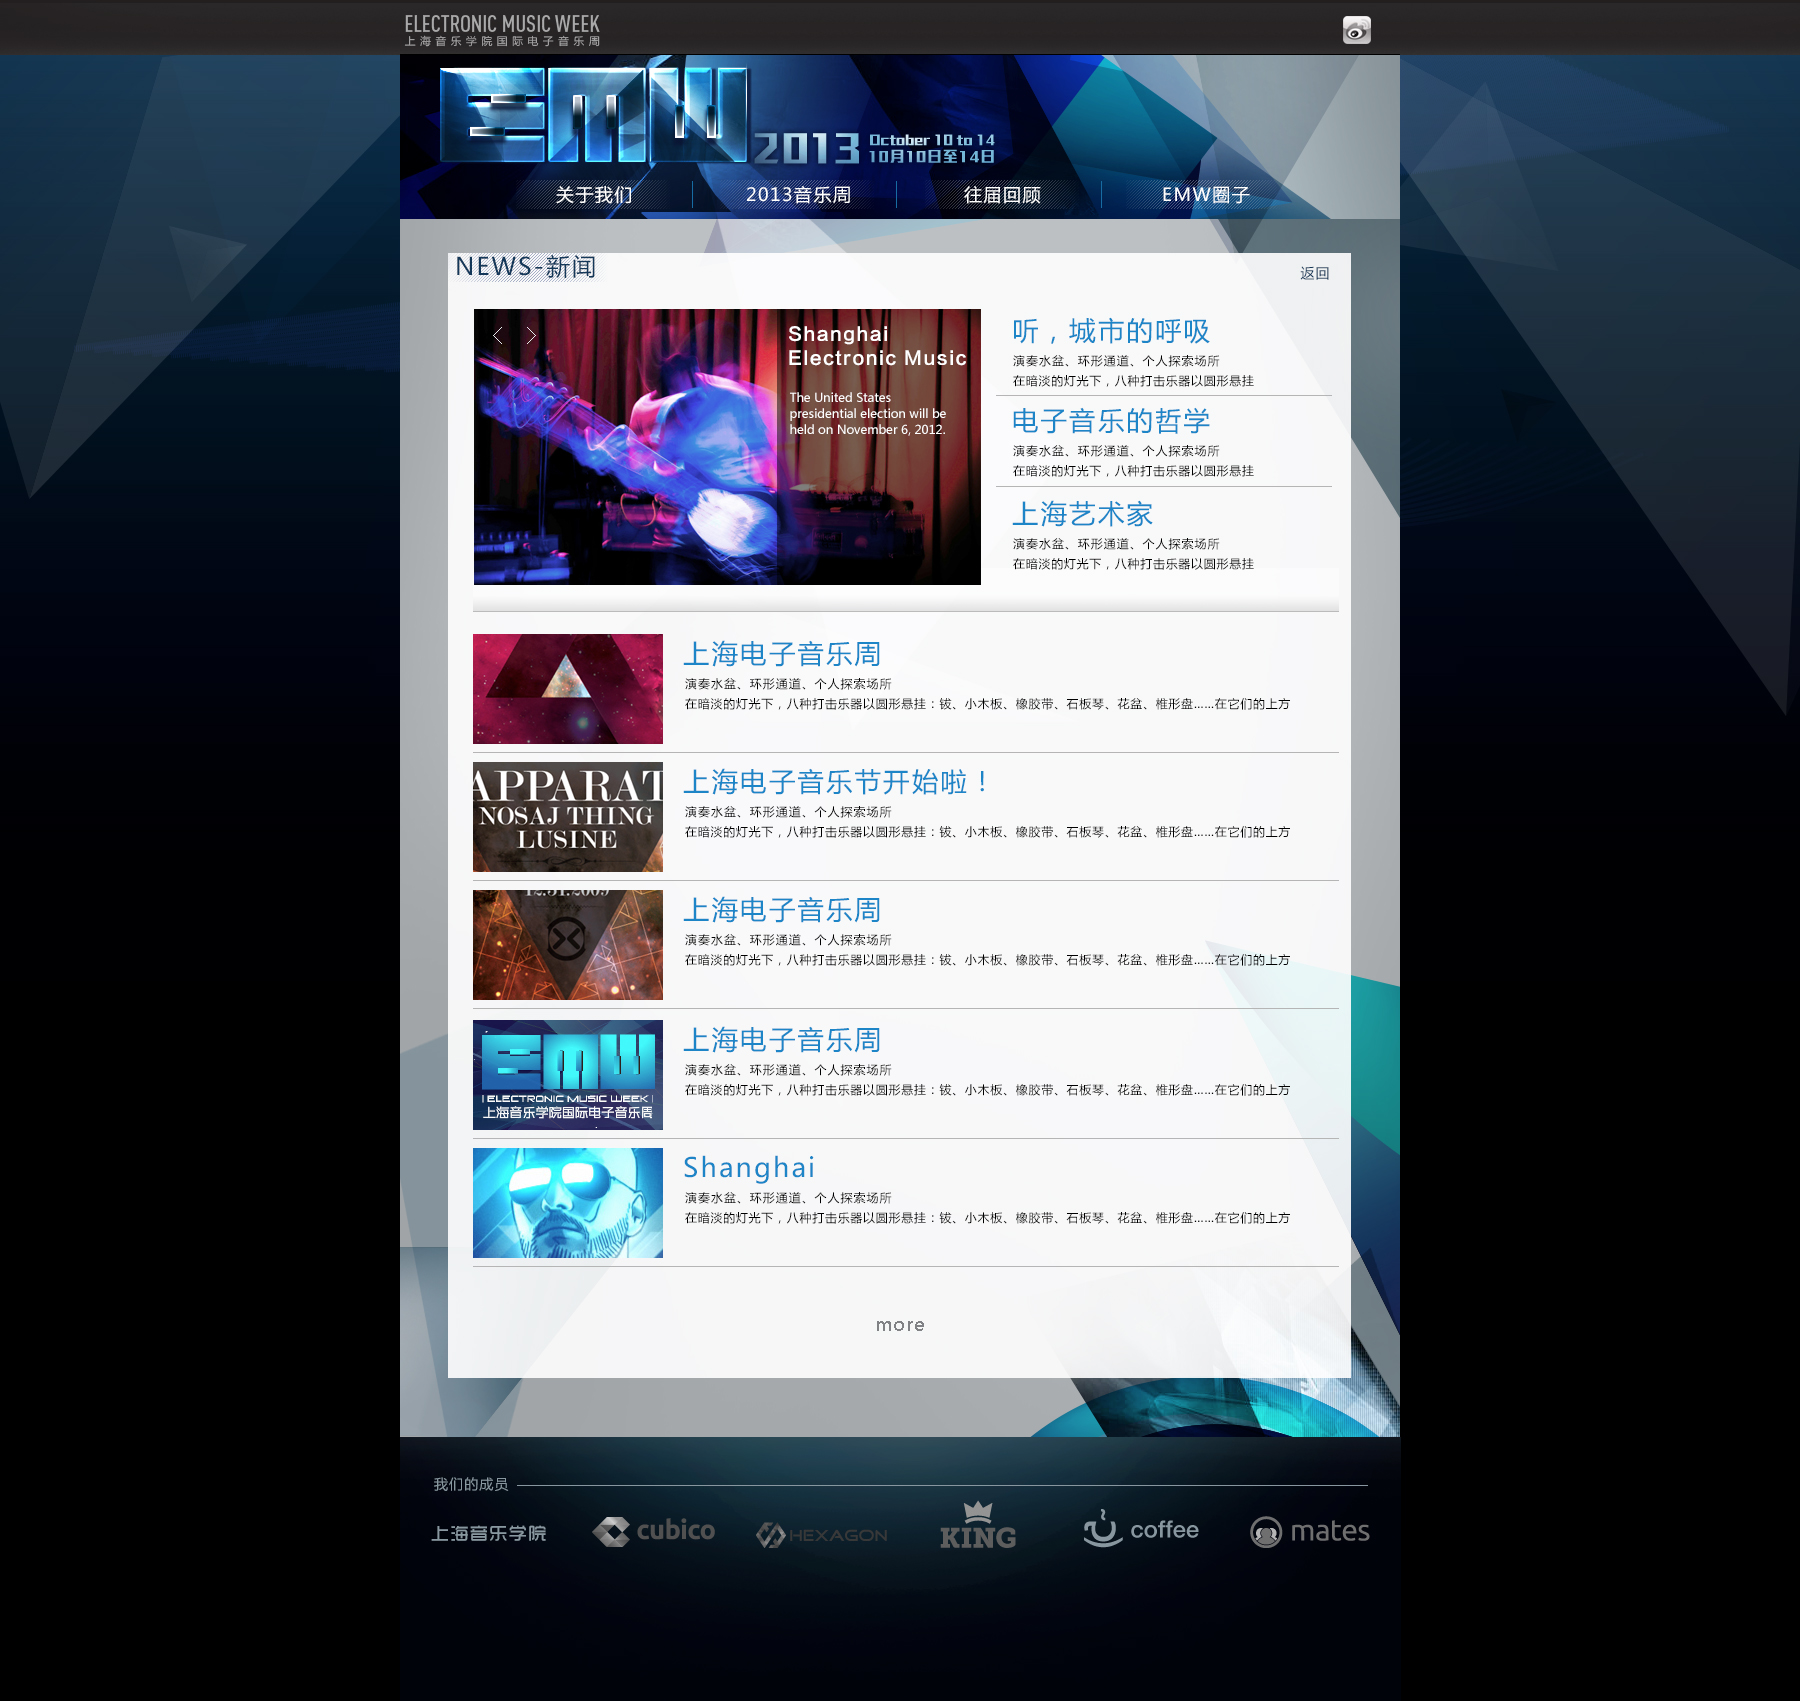 ELECTRONIC MUSIC WEEK
上海音乐学院国际电子音乐周
EMW
2013 October 10 to 14
10月10日至14日
关于我们
2013音乐周
往届回顾
EMW圈子
NEWS-新闻
返回
Shanghai
Electronic Music
The United States
presidential election will be
held on November 6, 2012.
听，城市的呼吸
演奏水盆、环形通道、个人探索场所
在暗淡的灯光下，八种打击乐器以圆形悬挂
电子音乐的哲学
演奏水盆、环形通道、个人探索场所
在暗淡的灯光下，八种打击乐器以圆形悬挂
上海艺术家
演奏水盆、环形通道、个人探索场所
在暗淡的灯光下，八种打击乐器以圆形悬挂
上海电子音乐周
演奏水盆、环形通道、个人探索场所
在暗淡的灯光下，八种打击乐器以圆形悬挂：钹、小木板、橡胶带、石板琴、花盆、椎形盘……在它们的上方
APPARAT
NOSAJ THING
LUSINE
上海电子音乐节开始啦！
演奏水盆、环形通道、个人探索场所
在暗淡的灯光下，八种打击乐器以圆形悬挂：钹、小木板、橡胶带、石板琴、花盆、椎形盘……在它们的上方
12.31.2009
上海电子音乐周
演奏水盆、环形通道、个人探索场所
在暗淡的灯光下，八种打击乐器以圆形悬挂：钹、小木板、橡胶带、石板琴、花盆、椎形盘……在它们的上方
EMW
ELECTRONIC MUSIC WEEK
上海音乐学院国际电子音乐周
上海电子音乐周
演奏水盆、环形通道、个人探索场所
在暗淡的灯光下，八种打击乐器以圆形悬挂：钹、小木板、橡胶带、石板琴、花盆、椎形盘……在它们的上方
Shanghai
演奏水盆、环形通道、个人探索场所
在暗淡的灯光下，八种打击乐器以圆形悬挂：钹、小木板、橡胶带、石板琴、花盆、椎形盘……在它们的上方
more
我们的成员
上海音乐学院
cubico
HEXAGON
KING
coffee
mates